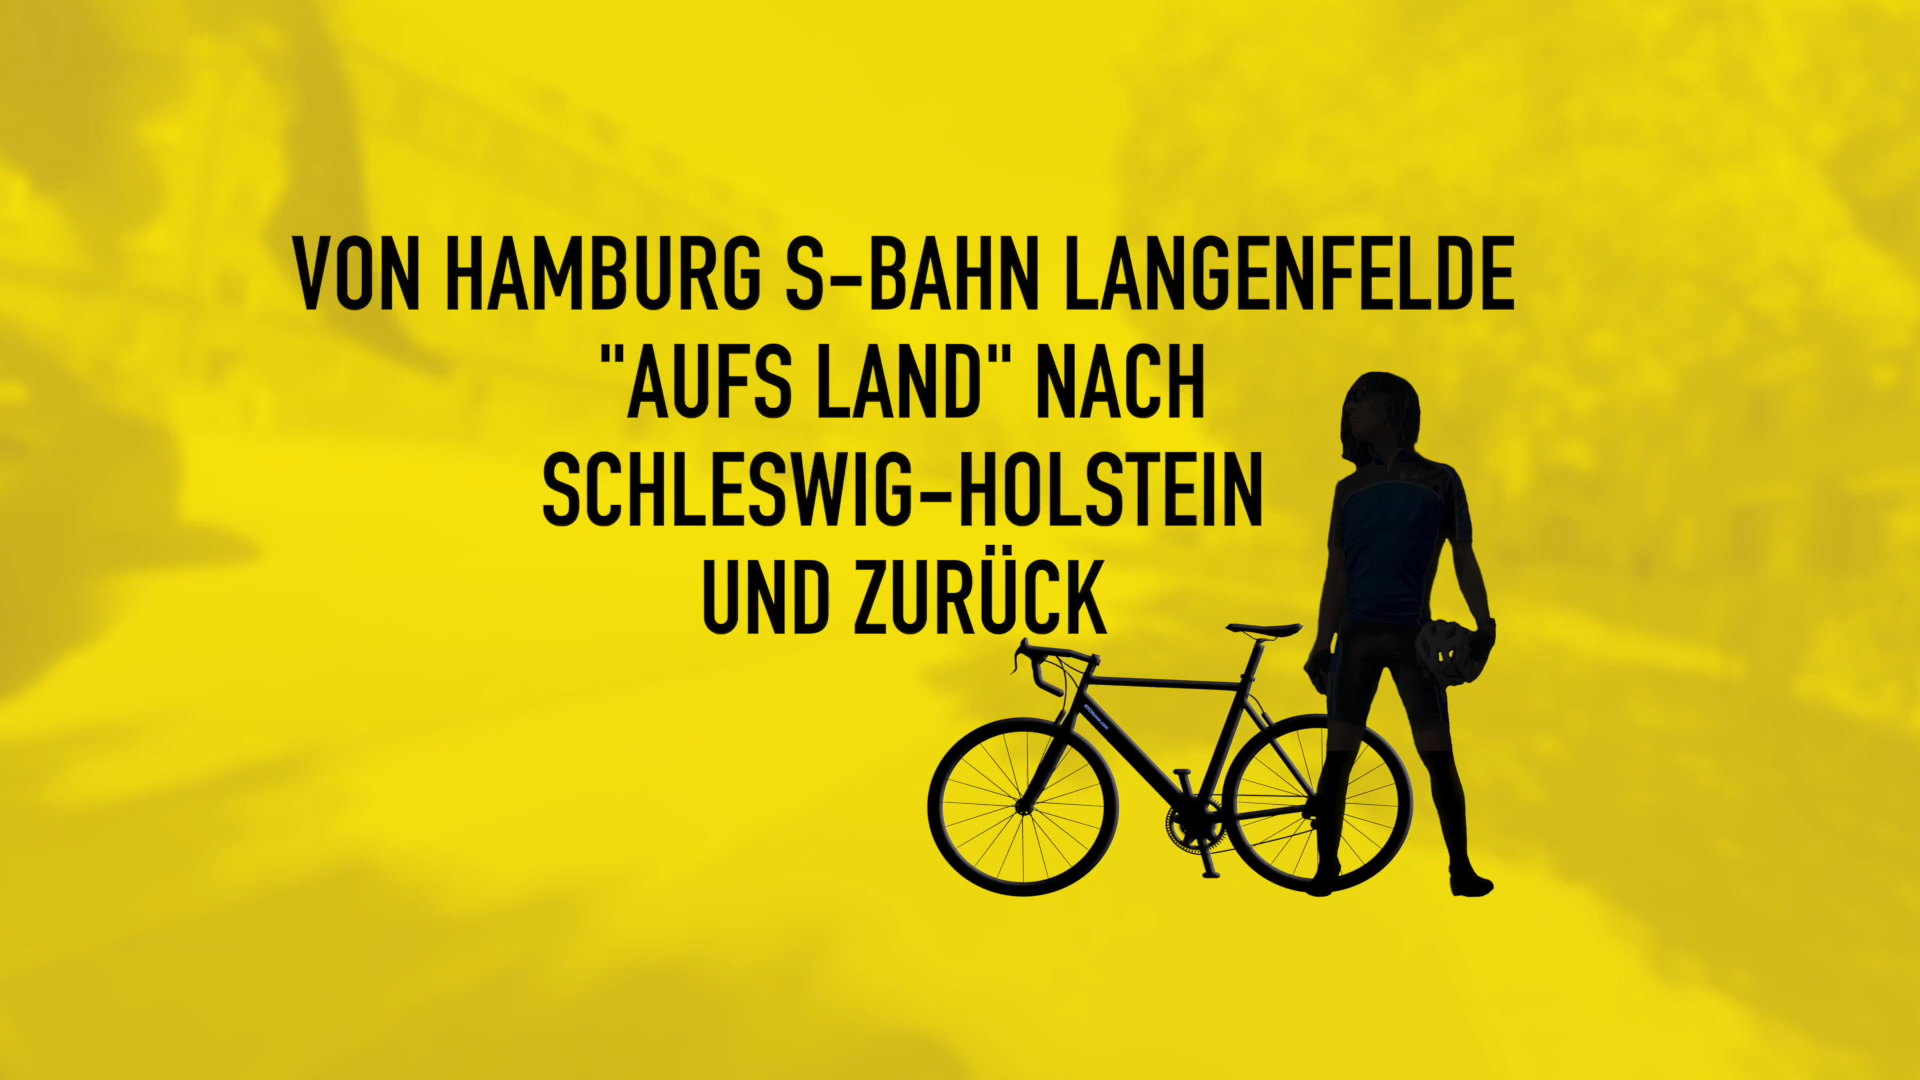 VON HAMBURG S-BAHN LANGENFELDE
"AUFS LAND" NACH
SCHLESWIG-HOLSTEIN
UND ZURÜCK